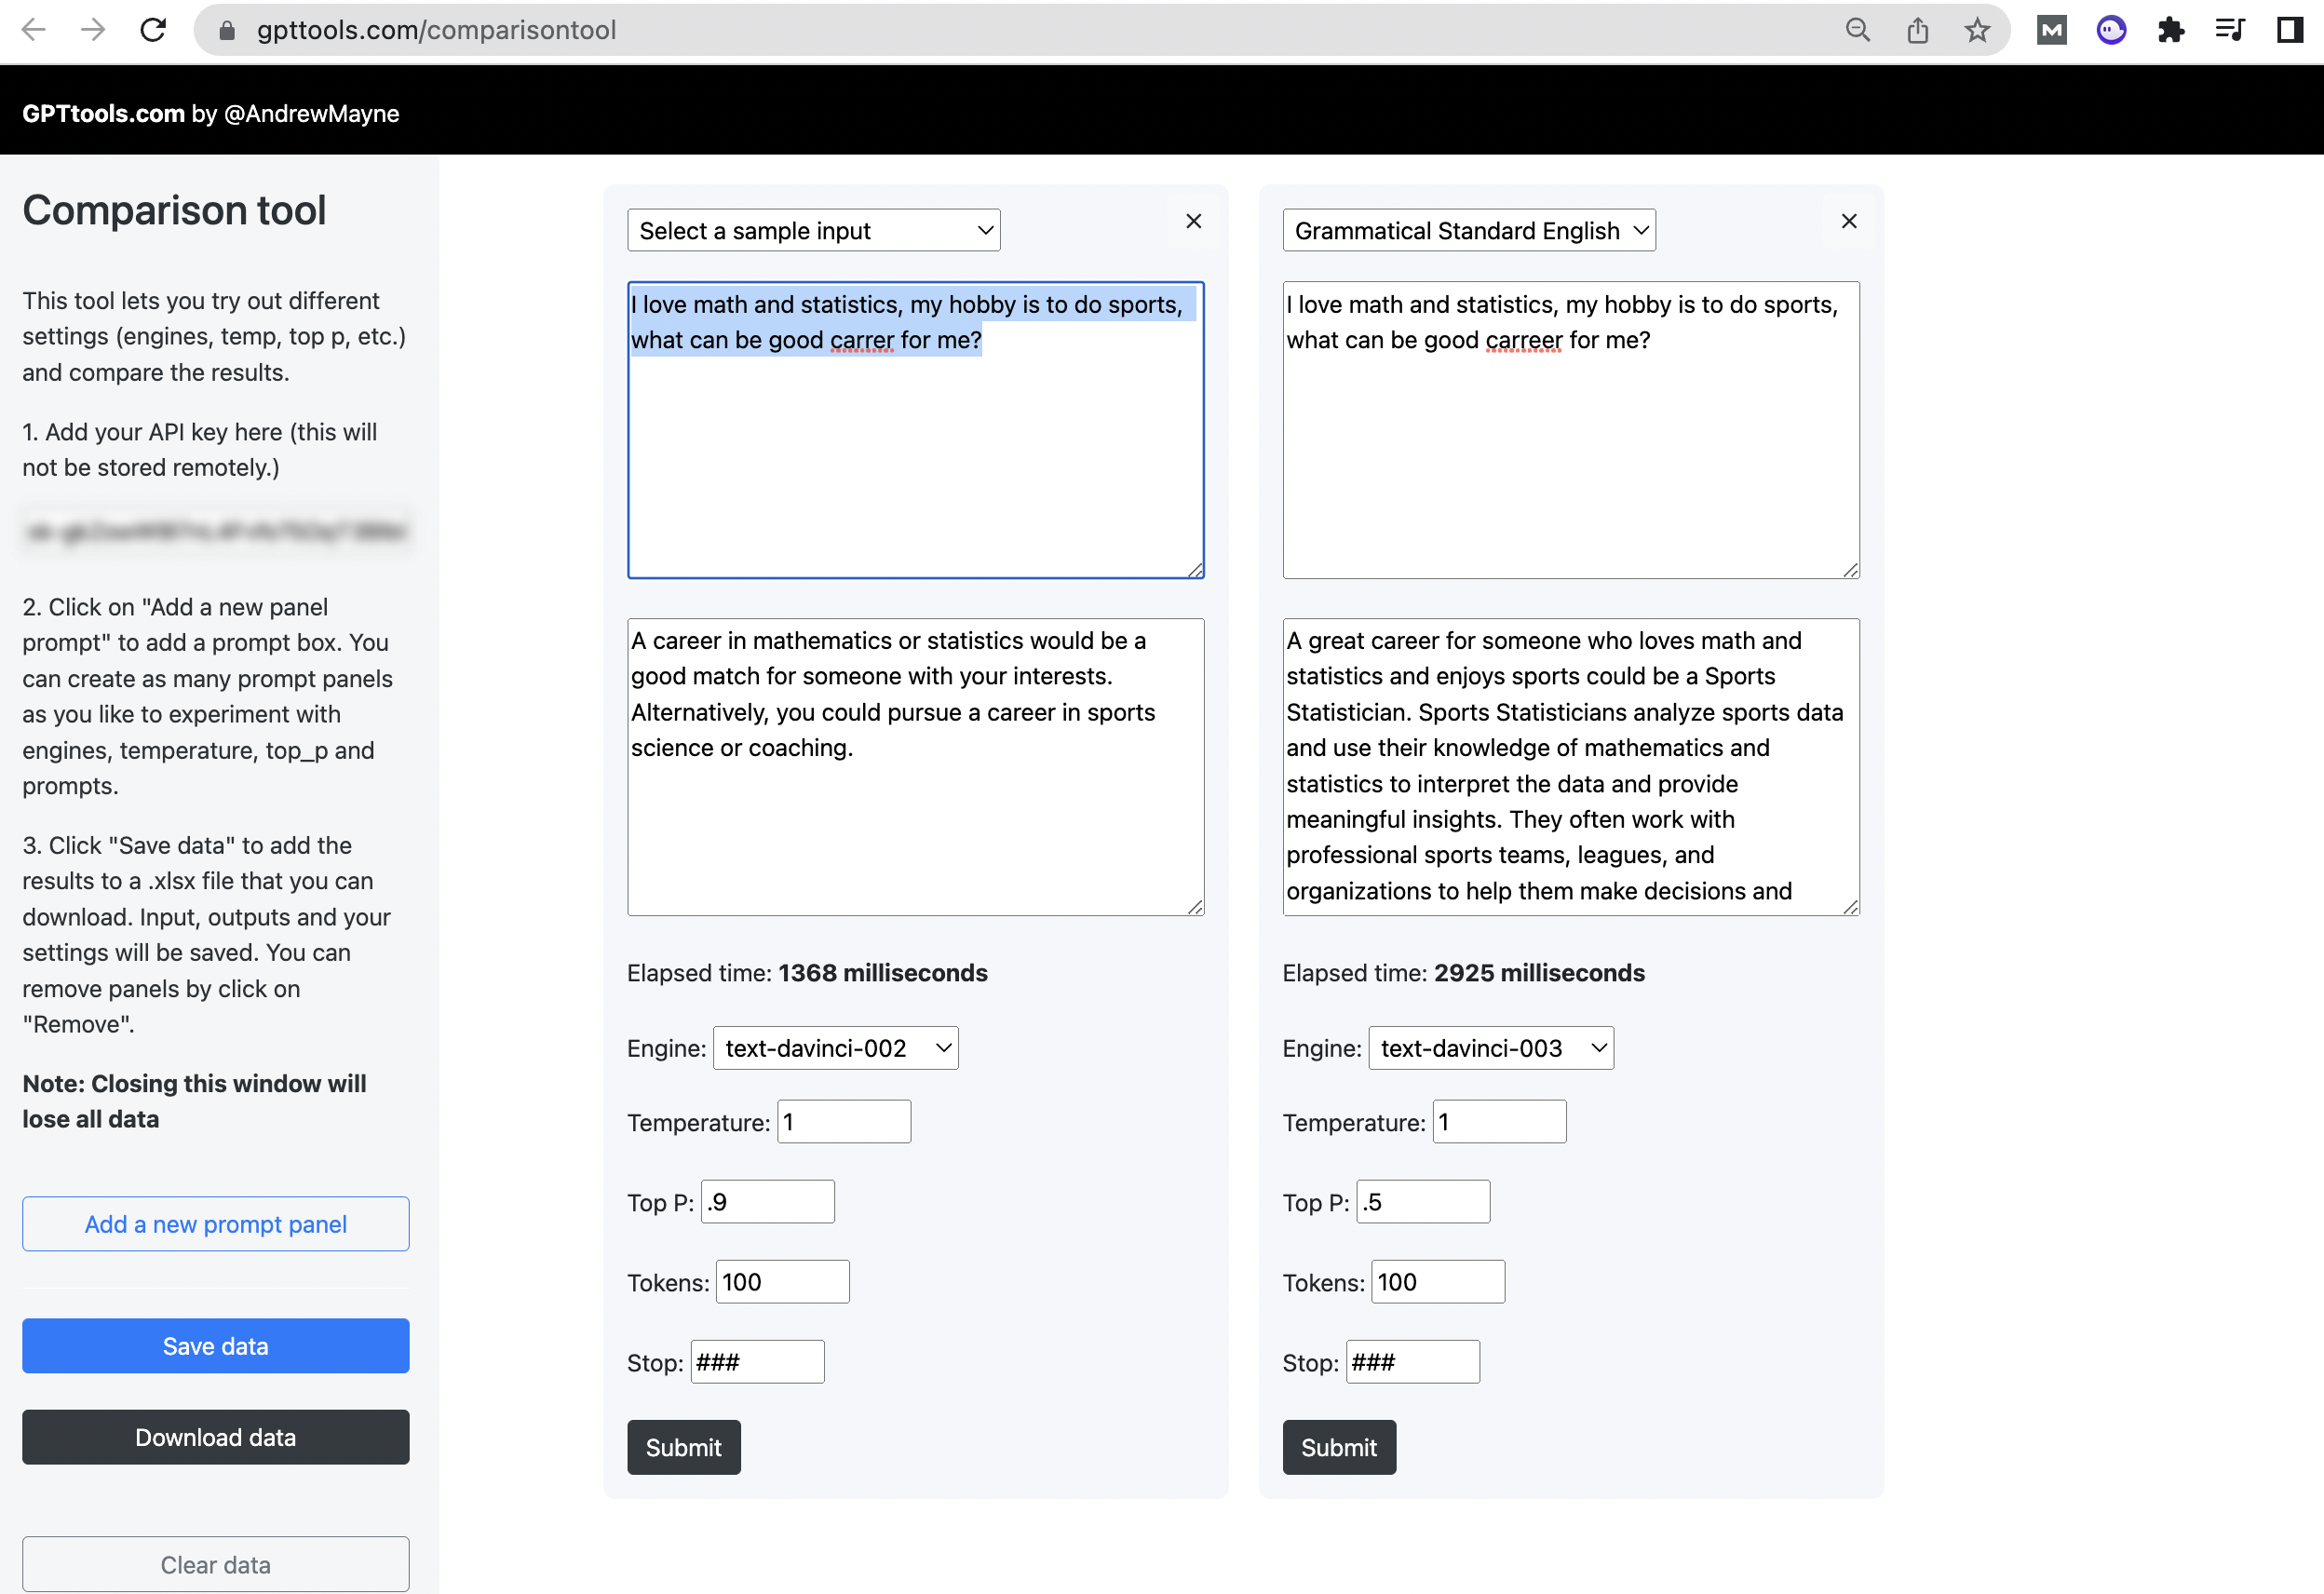 gpttools.com/comparisontool
GPTtools.com by @AndrewMayne
Comparison tool
This tool lets you try out different
settings (engines, temp, top p, etc.)
and compare the results.
1. Add your API key here (this will
not be stored remotely.)
2. Click on "Add a new panel
prompt" to add a prompt box. You
can create as many prompt panels
as you like to experiment with
engines, temperature, top_p and
prompts.
3. Click "Save data" to add the
results to a .xlsx file that you can
download. Input, outputs and your
settings will be saved. You can
remove panels by click on
"Remove".
Note: Closing this window will
lose all data
Add a new prompt panel
Save data
Download data
Clear data
Select a sample input
I love math and statistics, my hobby is to do sports,
what can be good carrer for me?
A career in mathematics or statistics would be a
good match for someone with your interests.
Alternatively, you could pursue a career in sports
science or coaching.
Elapsed time: 1368 milliseconds
Engine: text-davinci-002
Temperature: 1
Top P: .9
Tokens: 100
Stop: ###
Submit
Grammatical Standard English
I love math and statistics, my hobby is to do sports,
what can be good carreer for me?
A great career for someone who loves math and
statistics and enjoys sports could be a Sports
Statistician. Sports Statisticians analyze sports data
and use their knowledge of mathematics and
statistics to interpret the data and provide
meaningful insights. They often work with
professional sports teams, leagues, and
organizations to help them make decisions and
Elapsed time: 2925 milliseconds
Engine: text-davinci-003
Temperature: 1
Top P: .5
Tokens: 100
Stop: ###
Submit